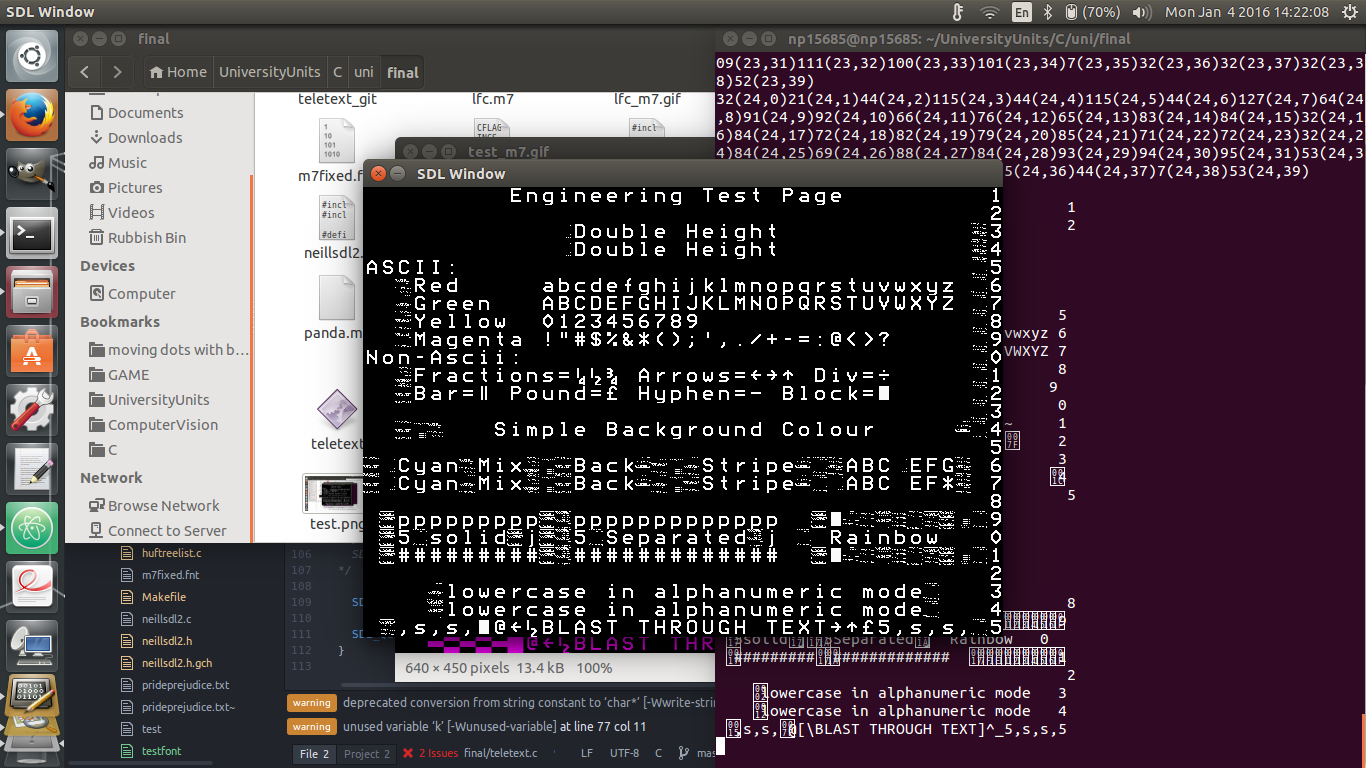 SDL Window
En
(70%)
Mon Jan 4 2016 14:22:08
final
Home
UniversityUnits
C
uni
final
Documents
Downloads
Music
Pictures
Videos
Rubbish Bin
Devices
Computer
Bookmarks
moving dots with b…
GAME
UniversityUnits
ComputerVision
C
Network
Browse Network
Connect to Server
teletext_git
lfc.m7
lfc_m7.gif
m7fixed.f
neillsdl2.
panda.m
teletext
test.png
test_m7.gif
640 × 450 pixels 13.4 kB 100%
SDL Window
Engineering Test Page 1
2
Double Height 3
Double Height 4
ASCII: 5
Red abcdefghijklmnopqrstuvwxyz 6
Green ABCDEFGHIJKLMNOPQRSTUVWXYZ 7
Yellow 0123456789 8
Magenta !"#$%&*();',./+-=:@<>? 9
Non-Ascii: 0
Fractions=¼½¾ Arrows=←→↑ Div=÷ 1
Bar=‖ Pound=£ Hyphen=- Block=█ 2
3
Simple Background Colour 4
5
Cyan Mix Back Stripe ABC EFG 6
Cyan Mix Back Stripe ABC EF* 7
8
ppppppppp ppppppppppppp 9
5 solid j 5 Separated j Rainbow 0
######### ############# 1
2
lowercase in alphanumeric mode 3
lowercase in alphanumeric mode 4
,s,s,█@←½BLAST THROUGH TEXT→↑£5,s,s,5
@←½BLAST THR
np15685@np15685: ~/UniversityUnits/C/uni/final
09(23,31)111(23,32)100(23,33)101(23,34)7(23,35)32(23,36)32(23,37)32(23,3
8)52(23,39)
32(24,0)21(24,1)44(24,2)115(24,3)44(24,4)115(24,5)44(24,6)127(24,7)64(24
,8)91(24,9)92(24,10)66(24,11)76(24,12)65(24,13)83(24,14)84(24,15)32(24,1
6)84(24,17)72(24,18)82(24,19)79(24,20)85(24,21)71(24,22)72(24,23)32(24,2
4)84(24,25)69(24,26)88(24,27)84(24,28)93(24,29)94(24,30)95(24,31)53(24,3
5(24,36)44(24,37)7(24,38)53(24,39)
1
2
5
vwxyz 6
VWXYZ 7
8
9
0
~ 1
2
3
4
5
8
9
solid Separated Rainbow 0
######### #############
2
lowercase in alphanumeric mode 3
lowercase in alphanumeric mode 4
,s,s, @[\BLAST THROUGH TEXT]^_5,s,s,5
huftreelist.c
m7fixed.fnt
Makefile
neillsdl2.c
neillsdl2.h
neillsdl2.h.gch
prideprejudice.txt
prideprejudice.txt~
test
testfont
106
107 */
108
109 SD
110
111 SD
112 }
113
warning deprecated conversion from string constant to ‘char*’ [-Wwrite-stri
warning unused variable ‘k’ [-Wunused-variable] at line 77 col 11
File 2 Project 2 2 Issues final/teletext.c LF UTF-8 C mas